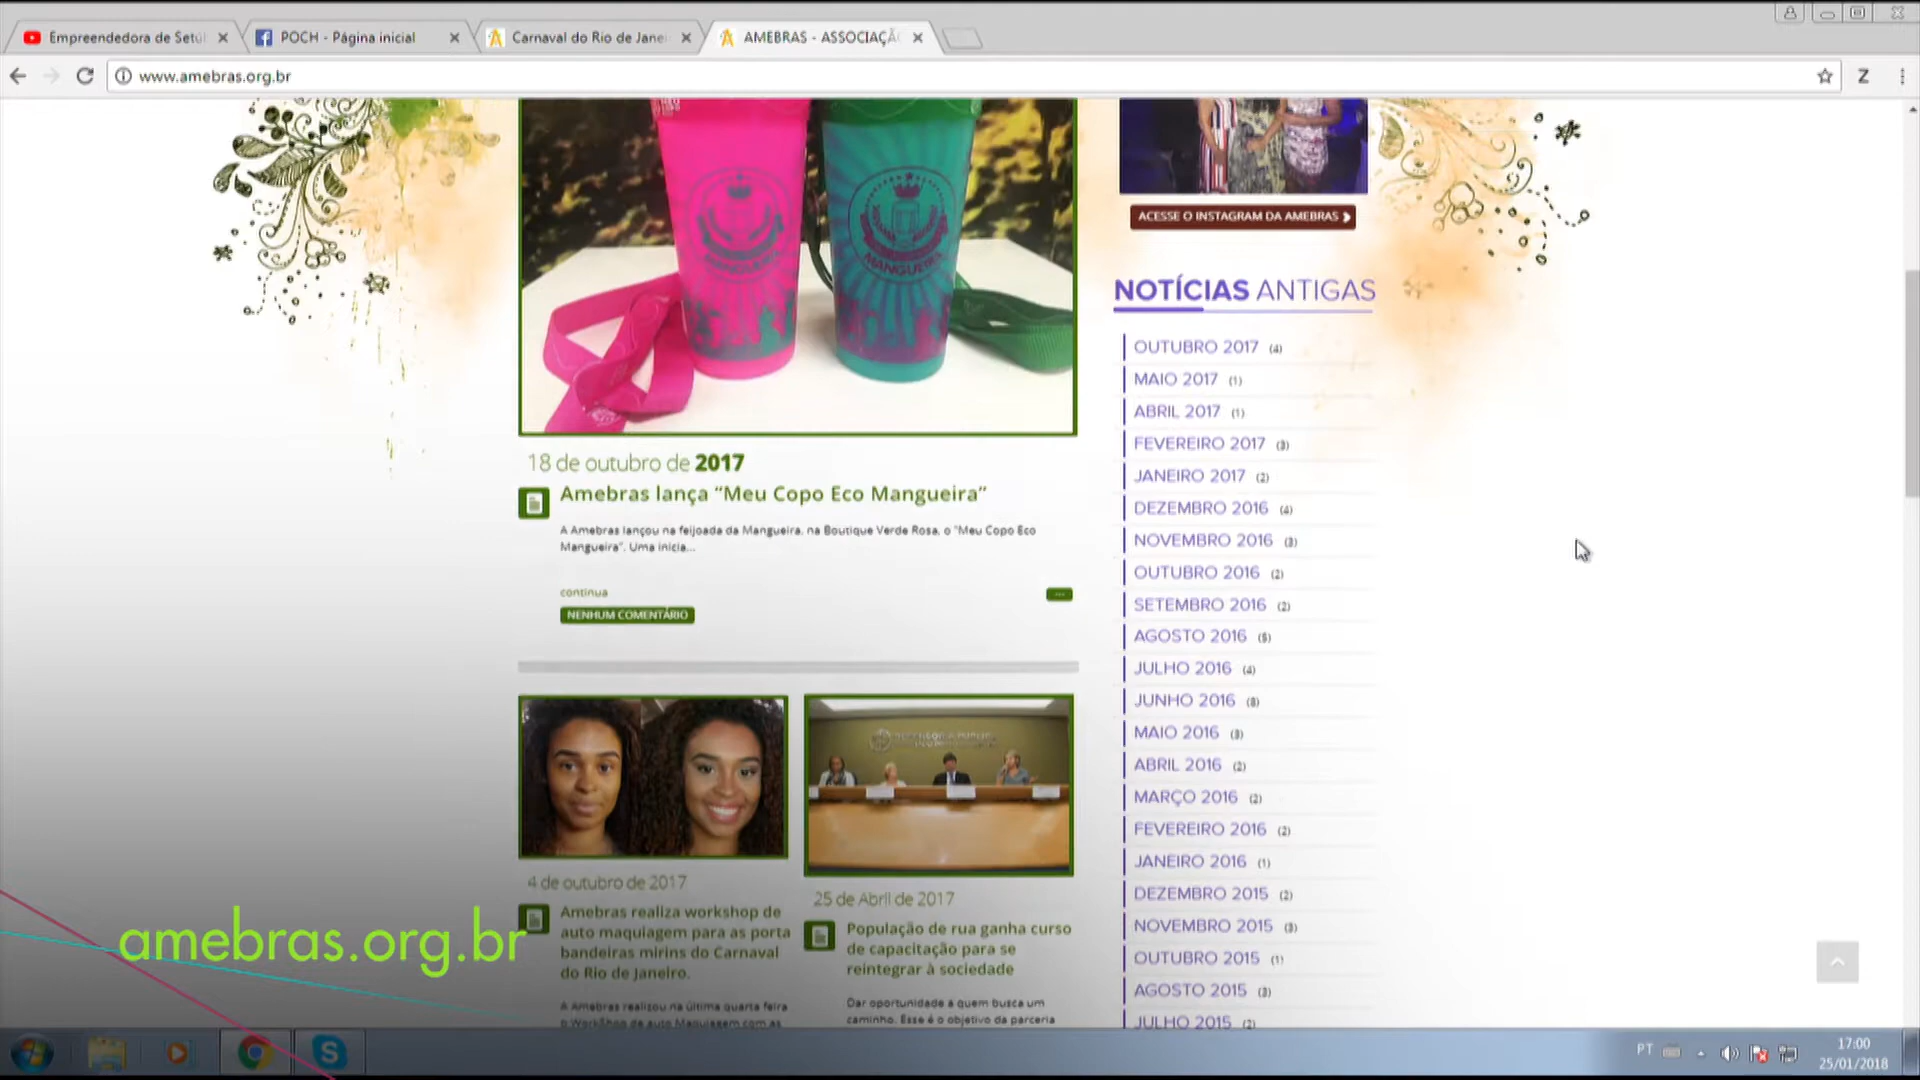 Empreendedora de Setúb
POCH - Página inicial
Carnaval do Rio de Janei
AMEBRAS - ASSOCIAÇÃ
www.amebras.org.br
Z
MANGUEIRA
MANGUEIRA
ACESSE O INSTAGRAM DA AMEBRAS
NOTÍCIAS ANTIGAS
OUTUBRO 2017 (4)
MAIO 2017 (1)
ABRIL 2017 (1)
FEVEREIRO 2017 (3)
JANEIRO 2017 (2)
DEZEMBRO 2016 (4)
NOVEMBRO 2016 (3)
OUTUBRO 2016 (2)
SETEMBRO 2016 (2)
AGOSTO 2016 (5)
JULHO 2016 (4)
JUNHO 2016 (8)
MAIO 2016 (3)
ABRIL 2016 (2)
MARÇO 2016 (2)
FEVEREIRO 2016 (2)
JANEIRO 2016 (1)
DEZEMBRO 2015 (2)
NOVEMBRO 2015 (3)
OUTUBRO 2015 (1)
AGOSTO 2015 (3)
JULHO 2015 (2)
18 de outubro de 2017
Amebras lança “Meu Copo Eco Mangueira”
A Amebras lançou na feijoada da Mangueira, na Boutique Verde Rosa, o “Meu Copo Eco
Mangueira”. Uma inicia...
continua
...
NENHUM COMENTÁRIO
4 de outubro de 2017
Amebras realiza workshop de
auto maquiagem para as porta
bandeiras mirins do Carnaval
do Rio de Janeiro.
A Amebras realizou na última quarta feira
o WorkShop de auto Maquiagem com as
DEFENSORIA PÚBLICA
25 de Abril de 2017
População de rua ganha curso
de capacitação para se
reintegrar à sociedade
Dar oportunidade a quem busca um
caminho. Esse é o objetivo da parceria
amebras.org.br
PT
17:00
25/01/2018